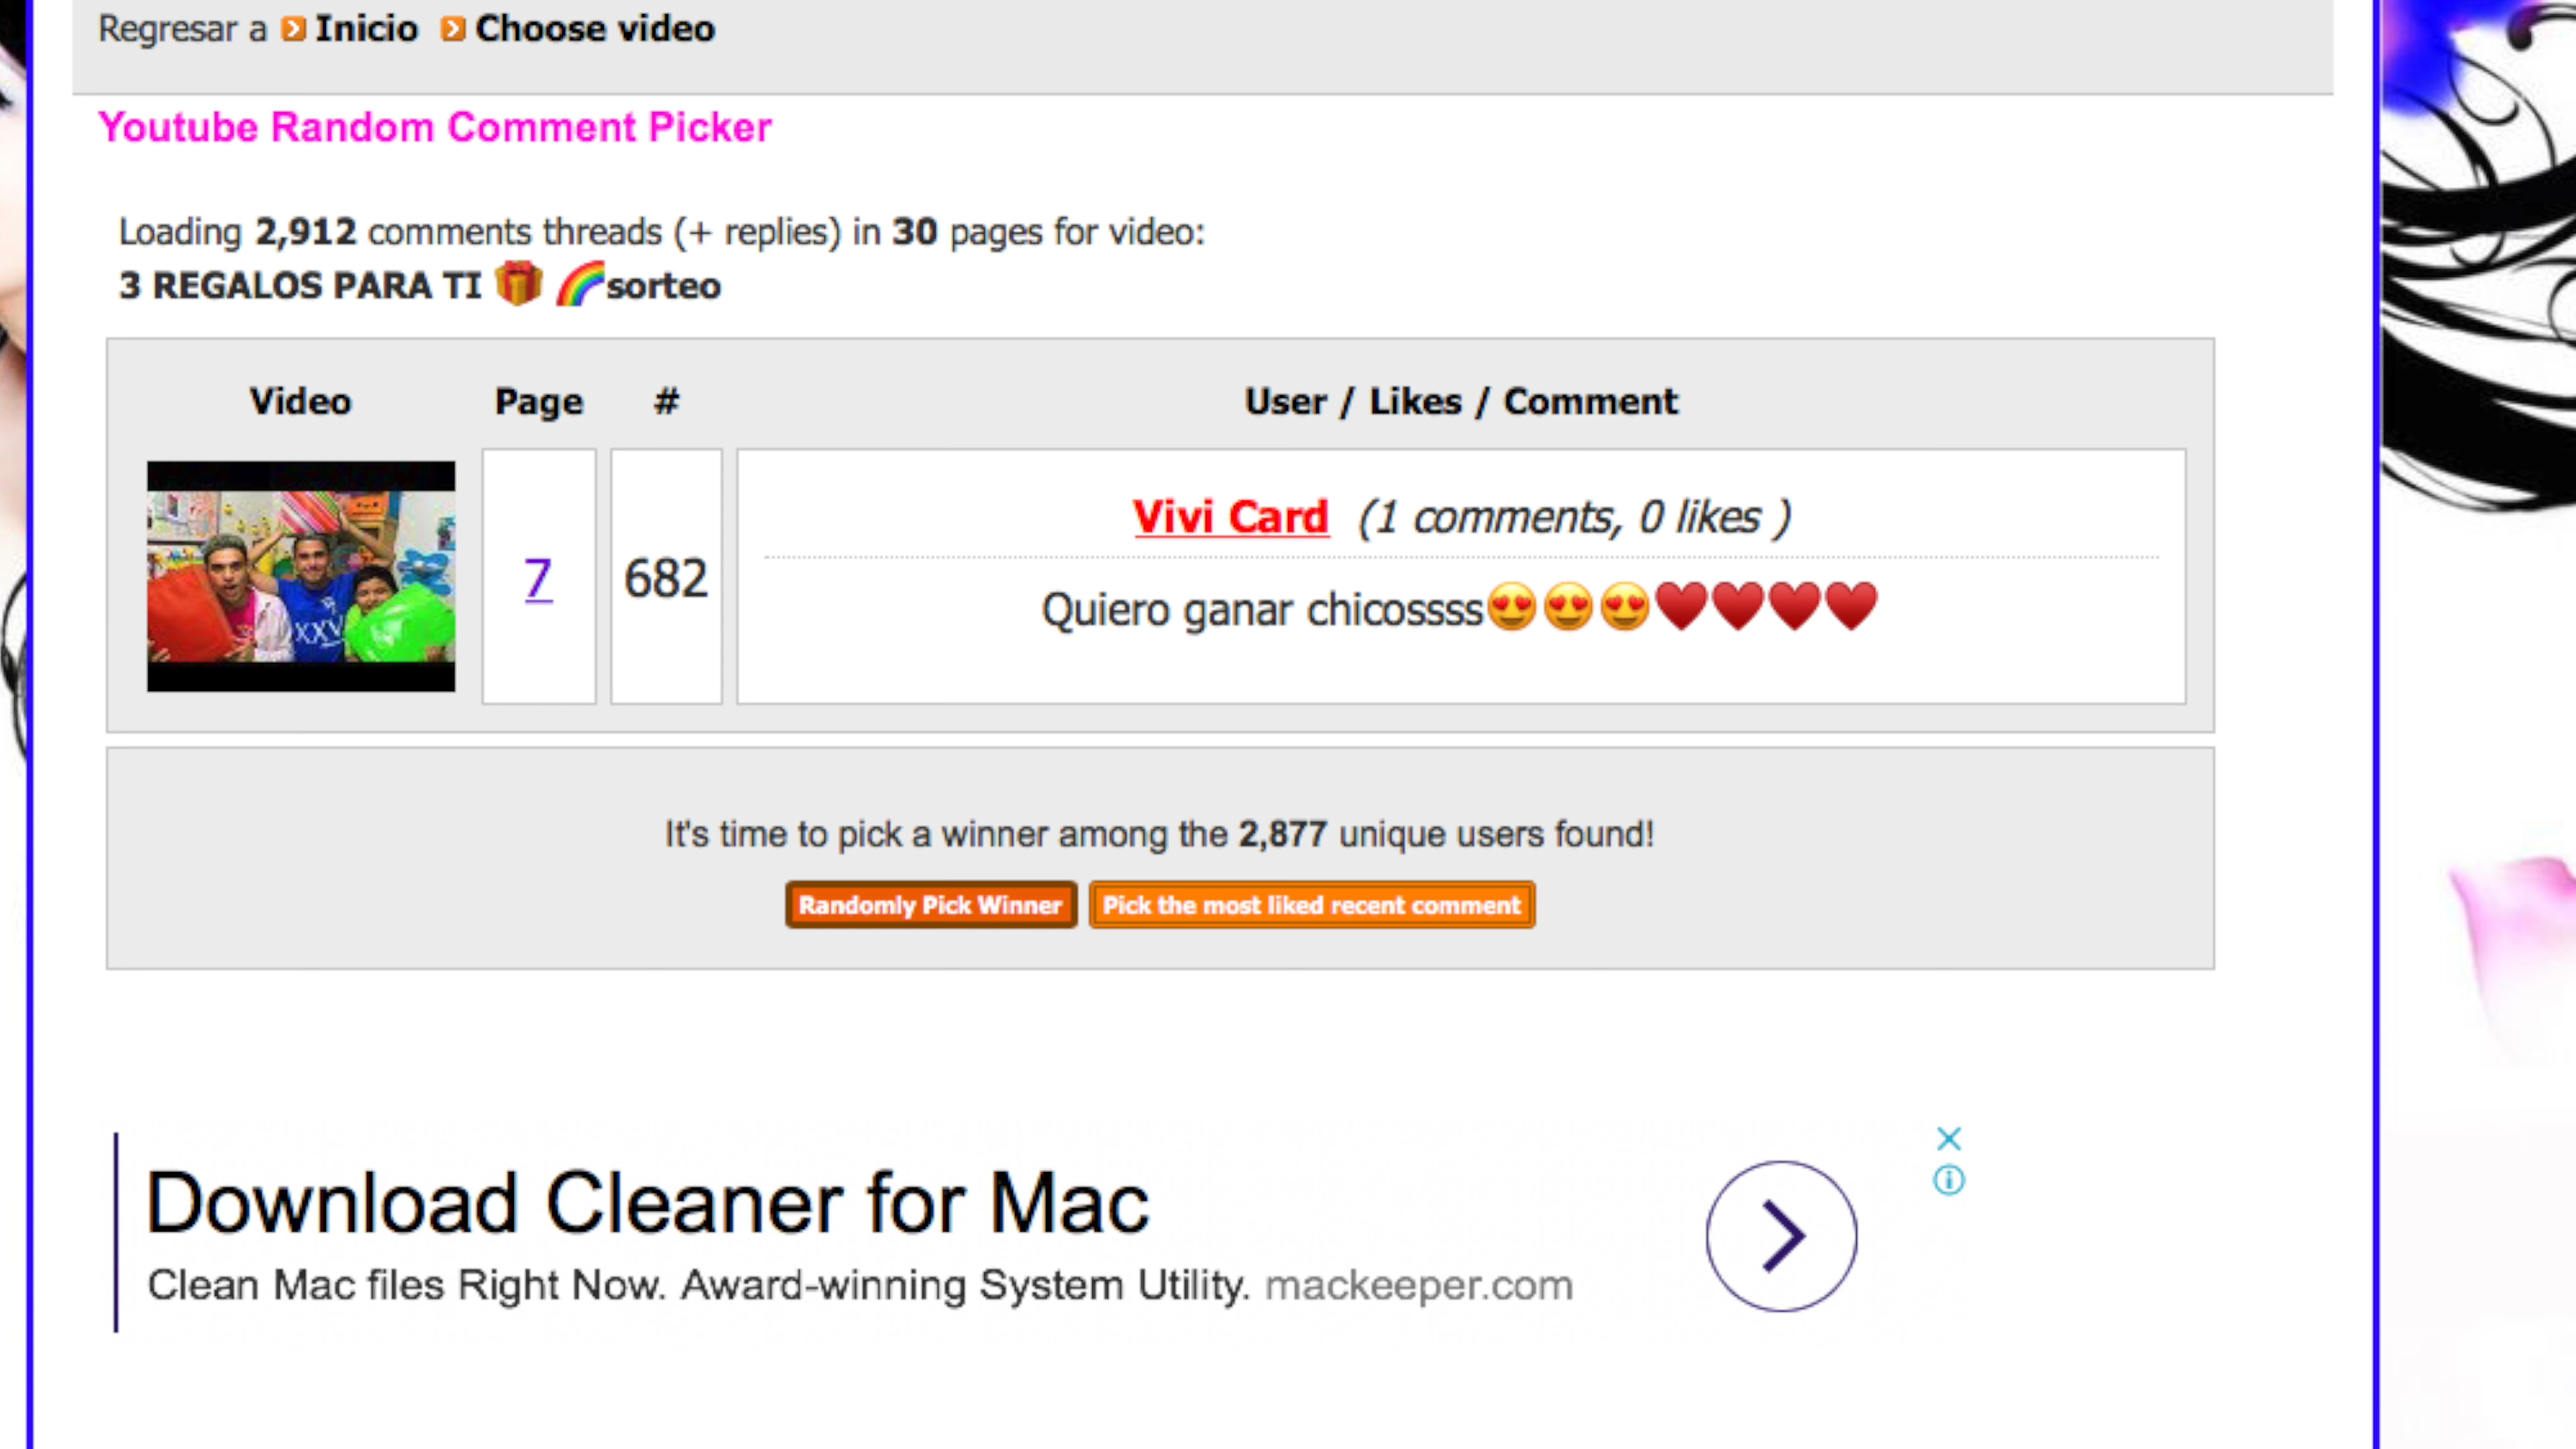 Regresar a Inicio Choose video
Youtube Random Comment Picker
Loading 2,912 comments threads (+ replies) in 30 pages for video:
3 REGALOS PARA TI 🎁 🌈sorteo
Video Page # User / Likes / Comment
XXV
7 682
Vivi Card (1 comments, 0 likes )
Quiero ganar chicossss😍😍😍❤❤❤❤
It's time to pick a winner among the 2,877 unique users found!
Randomly Pick Winner Pick the most liked recent comment
Download Cleaner for Mac
Clean Mac files Right Now. Award-winning System Utility. mackeeper.com